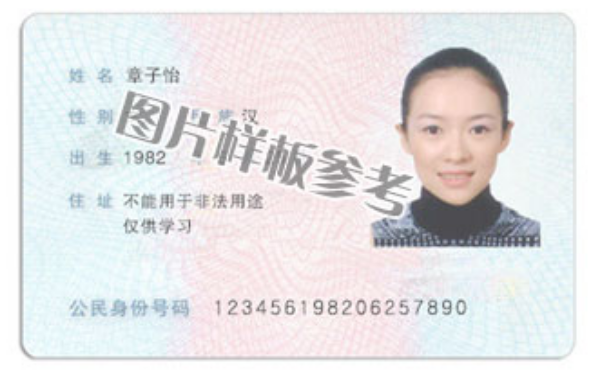 姓名 章子怡
性别 族 汉
图片样板参考
出生 1982
住址 不能用于非法用途
仅供学习
公民身份号码 123456198206257890